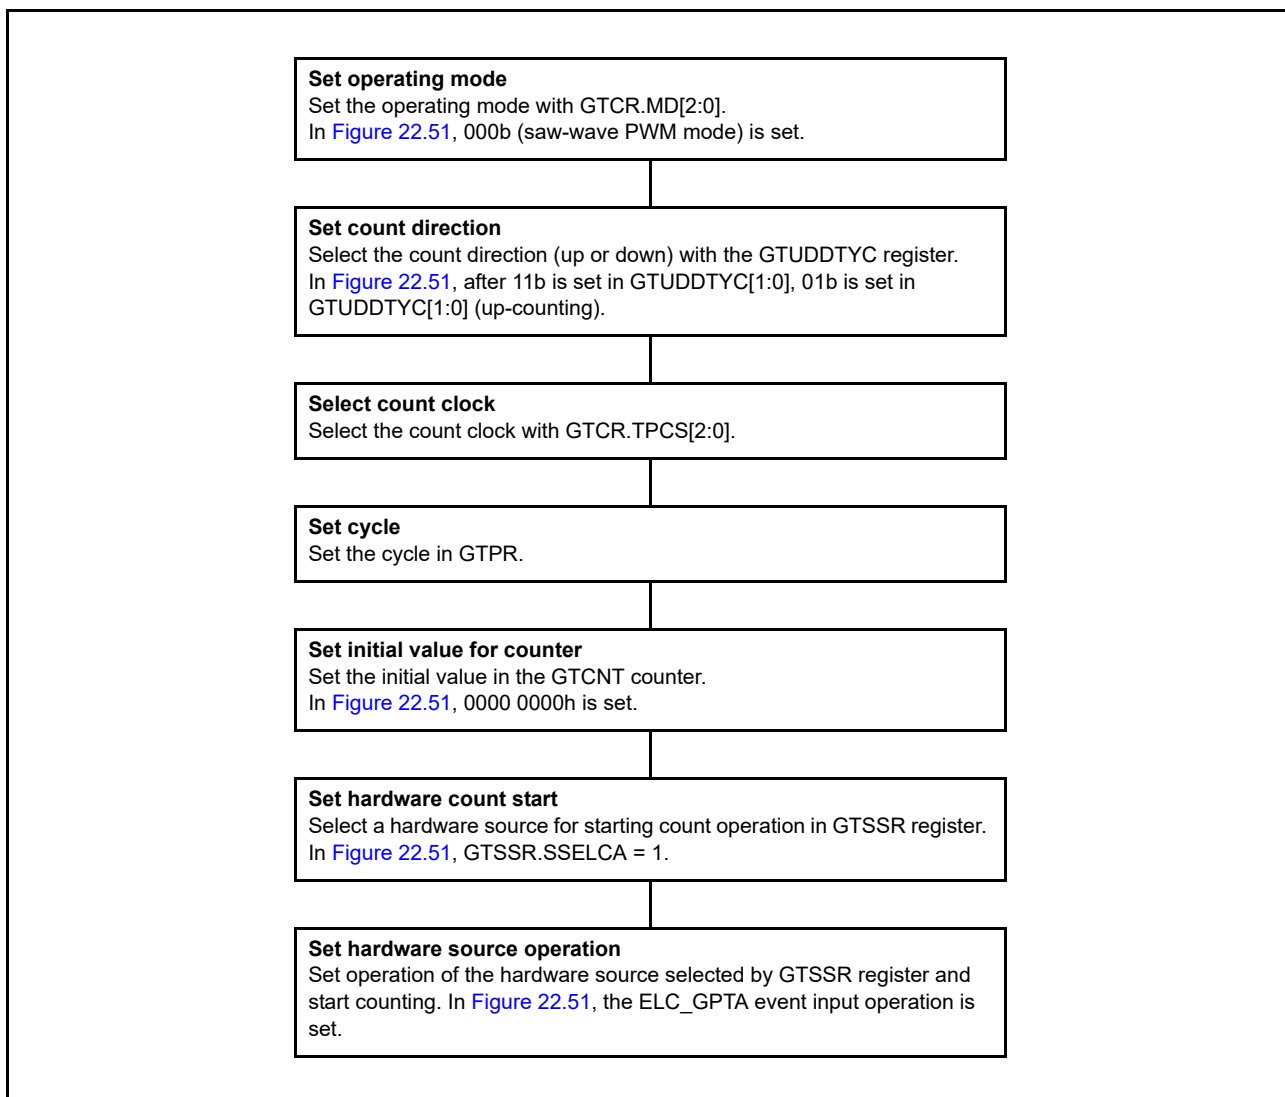 Set operating mode
Set the operating mode with GTCR.MD[2:0].
In Figure 22.51, 000b (saw-wave PWM mode) is set.
Set count direction
Select the count direction (up or down) with the GTUDDTYC register.
In Figure 22.51, after 11b is set in GTUDDTYC[1:0], 01b is set in
GTUDDTYC[1:0] (up-counting).
Select count clock
Select the count clock with GTCR.TPCS[2:0].
Set cycle
Set the cycle in GTPR.
Set initial value for counter
Set the initial value in the GTCNT counter.
In Figure 22.51, 0000 0000h is set.
Set hardware count start
Select a hardware source for starting count operation in GTSSR register.
In Figure 22.51, GTSSR.SSELCA = 1.
Set hardware source operation
Set operation of the hardware source selected by GTSSR register and
start counting. In Figure 22.51, the ELC_GPTA event input operation is
set.